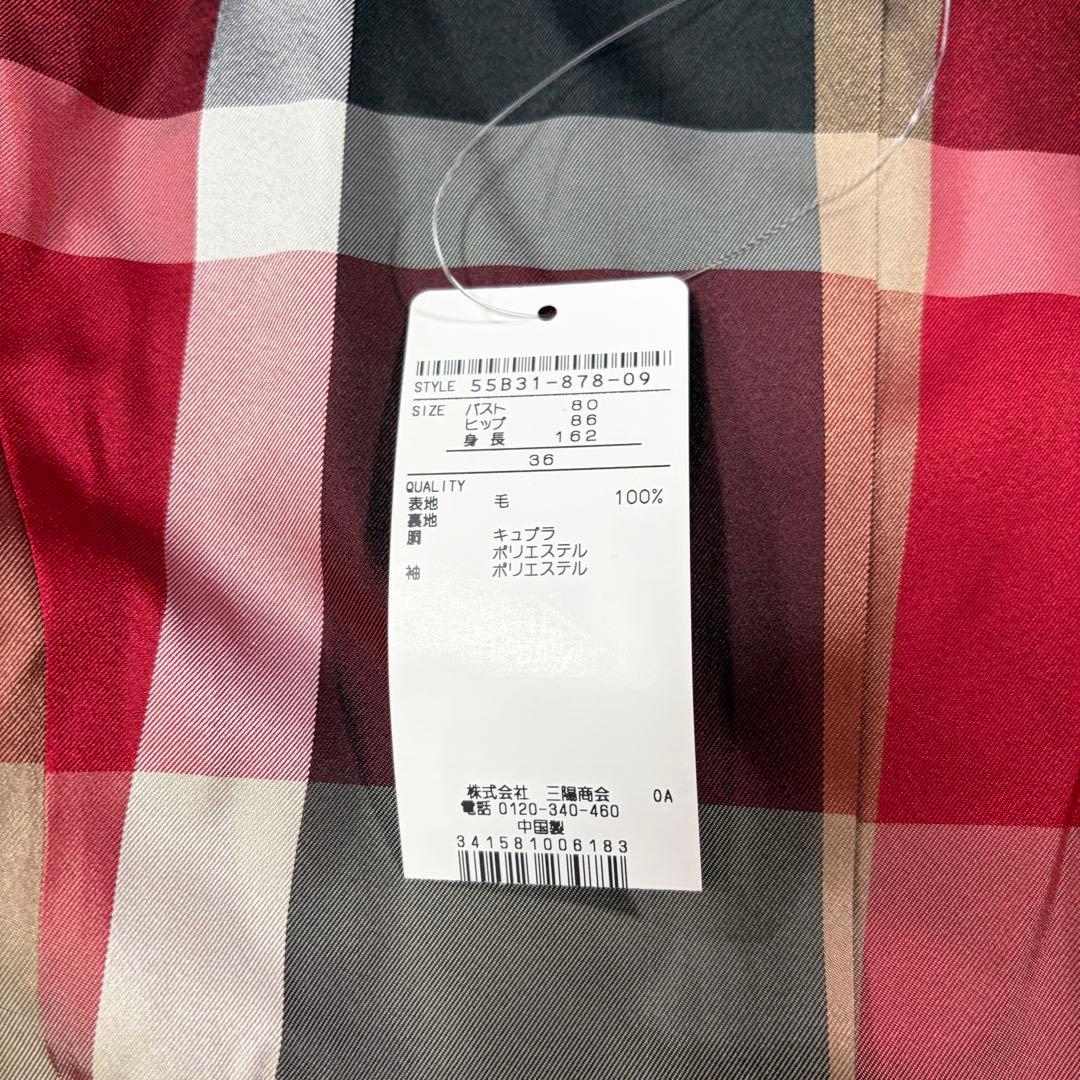 STYLE 55B31-878-09
SIZE バスト 80
ヒップ 86
身長 162
36
QUALITY
表地 毛 100%
裏地
胴 キュプラ
ポリエステル
袖 ポリエステル
株式会社 三陽商会 0A
電話 0120-340-460
中国製
341581006183